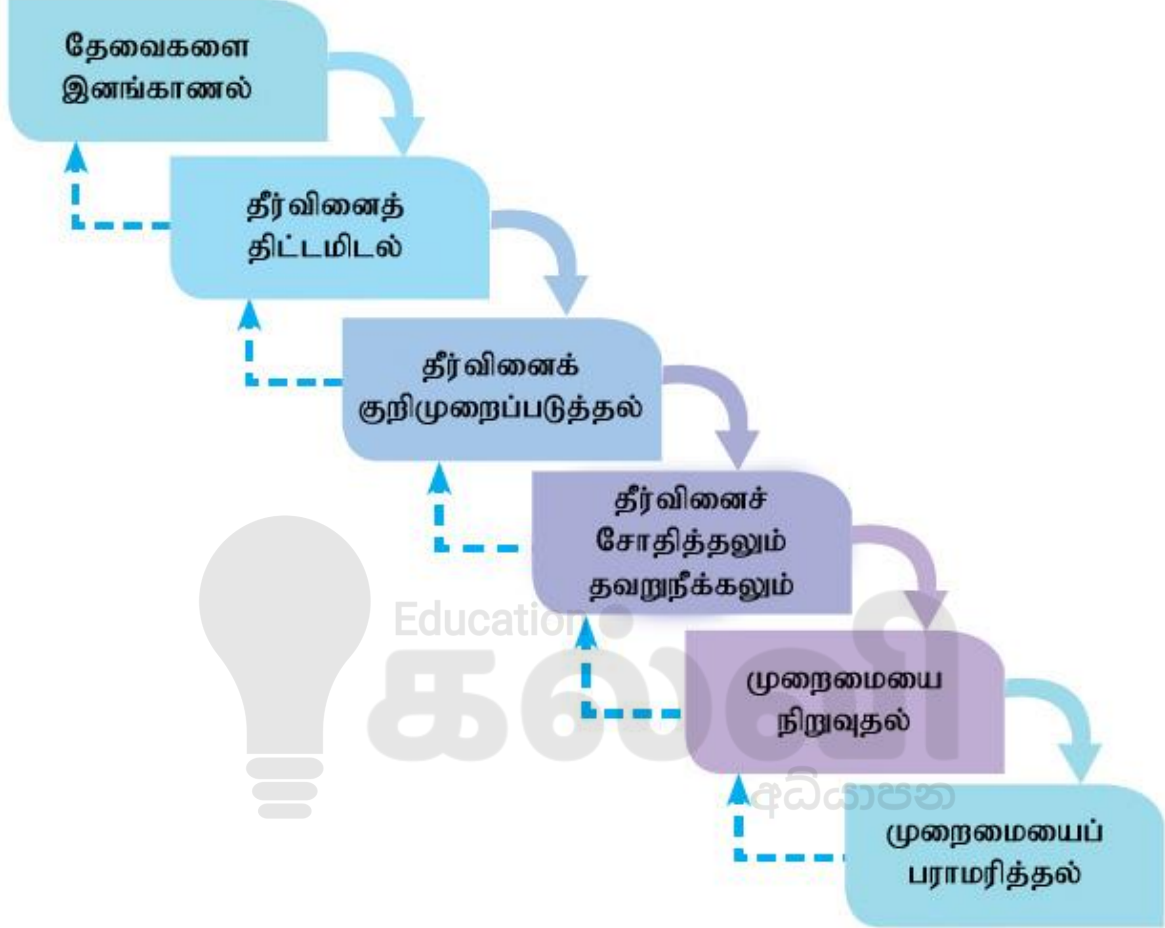 தேவைகளை
இனங்காணல்
தீர்வினைத்
திட்டமிடல்
தீர்வினைக்
குறிமுறைப்படுத்தல்
தீர்வினைச்
சோதித்தலும்
தவறுநீக்கலும்
Education
கல்வி
முறைமையை
நிறுவுதல்
අධ්‍යාපන
முறைமையைப்
பராமரித்தல்